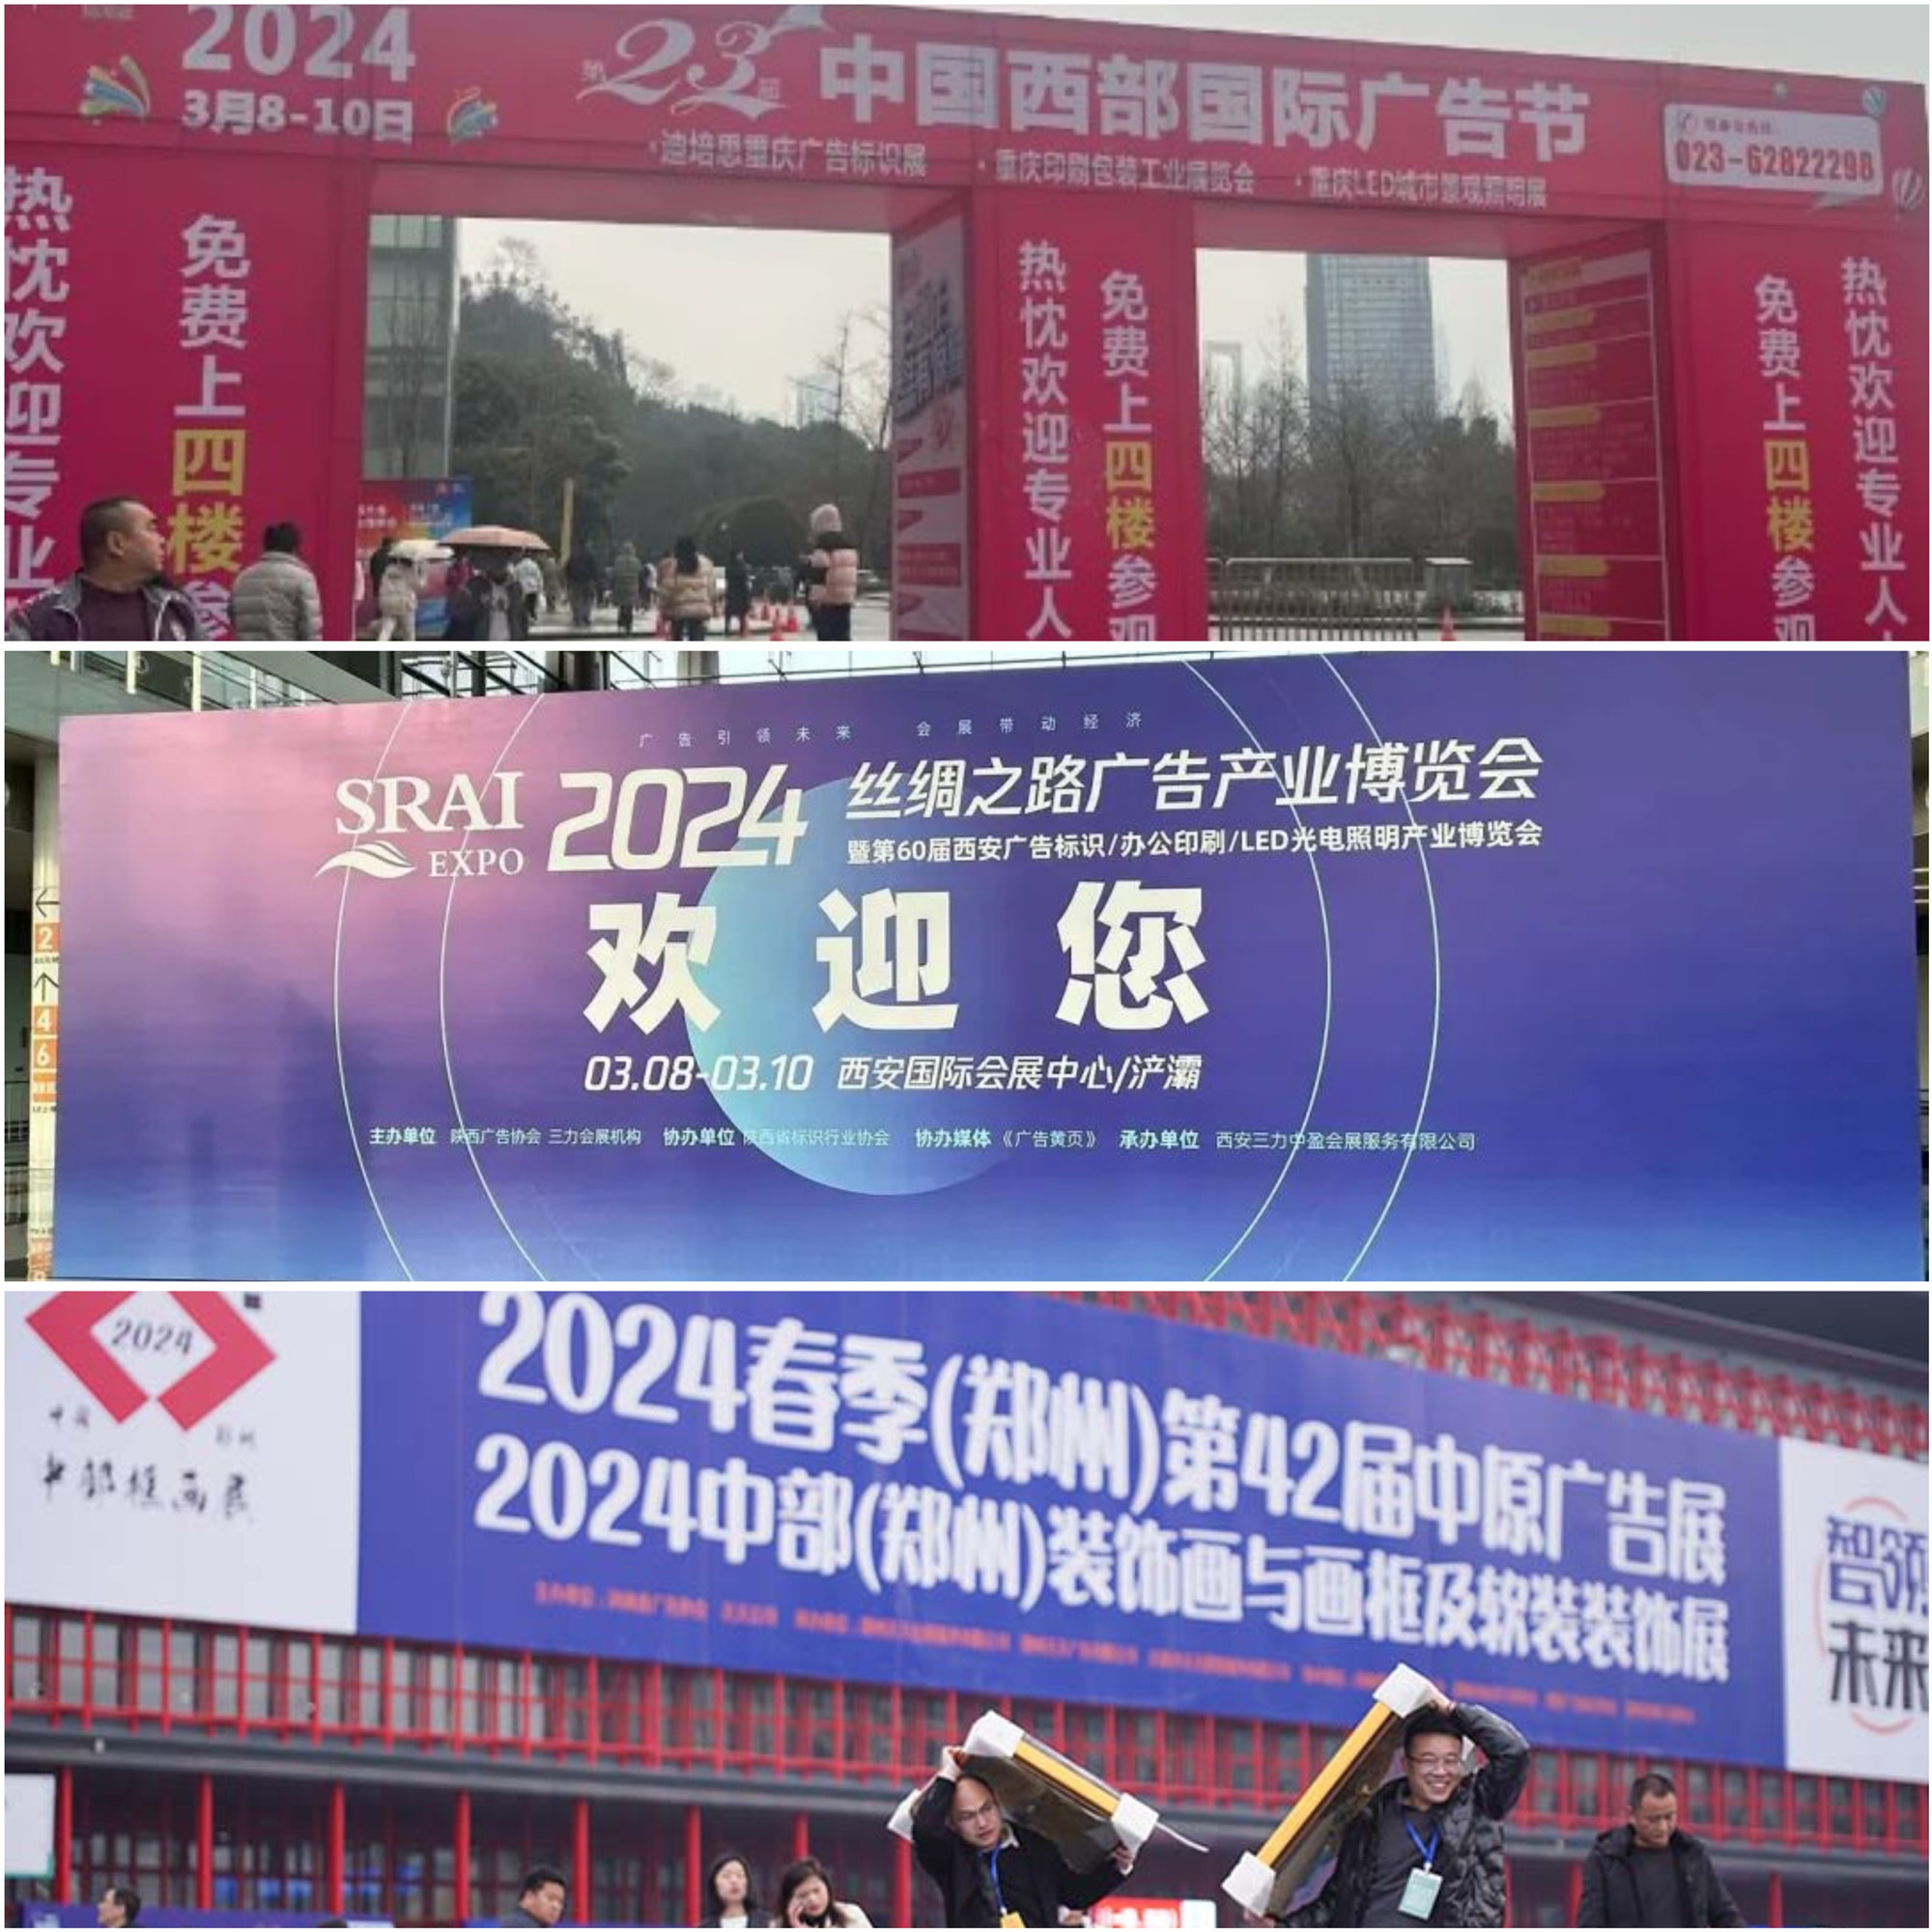 2024
3月8-10日
第23届 中国西部国际广告节
·迪培思重庆广告标识展 ·重庆印刷包装工业展览会 ·重庆LED城市景观照明展
023-62822298
热忱欢迎专业
免费上四楼参
热忱欢迎专业人
免费上四楼参观
免费上四楼参观
热忱欢迎专业人
广告引领未来 会展带动经济
SRAI
EXPO
2024
丝绸之路广告产业博览会
暨第60届西安广告标识/办公印刷/LED光电照明产业博览会
欢迎您
03.08-03.10 西安国际会展中心/浐灞
主办单位 陕西广告协会 三力会展机构 协办单位 陕西省标识行业协会 协办媒体 《广告黄页》 承办单位 西安三力中盈会展服务有限公司
2
4
6
2024
中国
郑州
2024春季(郑州)第42届中原广告展
2024中部(郑州)装饰画与画框及软装装饰展
智领
未来